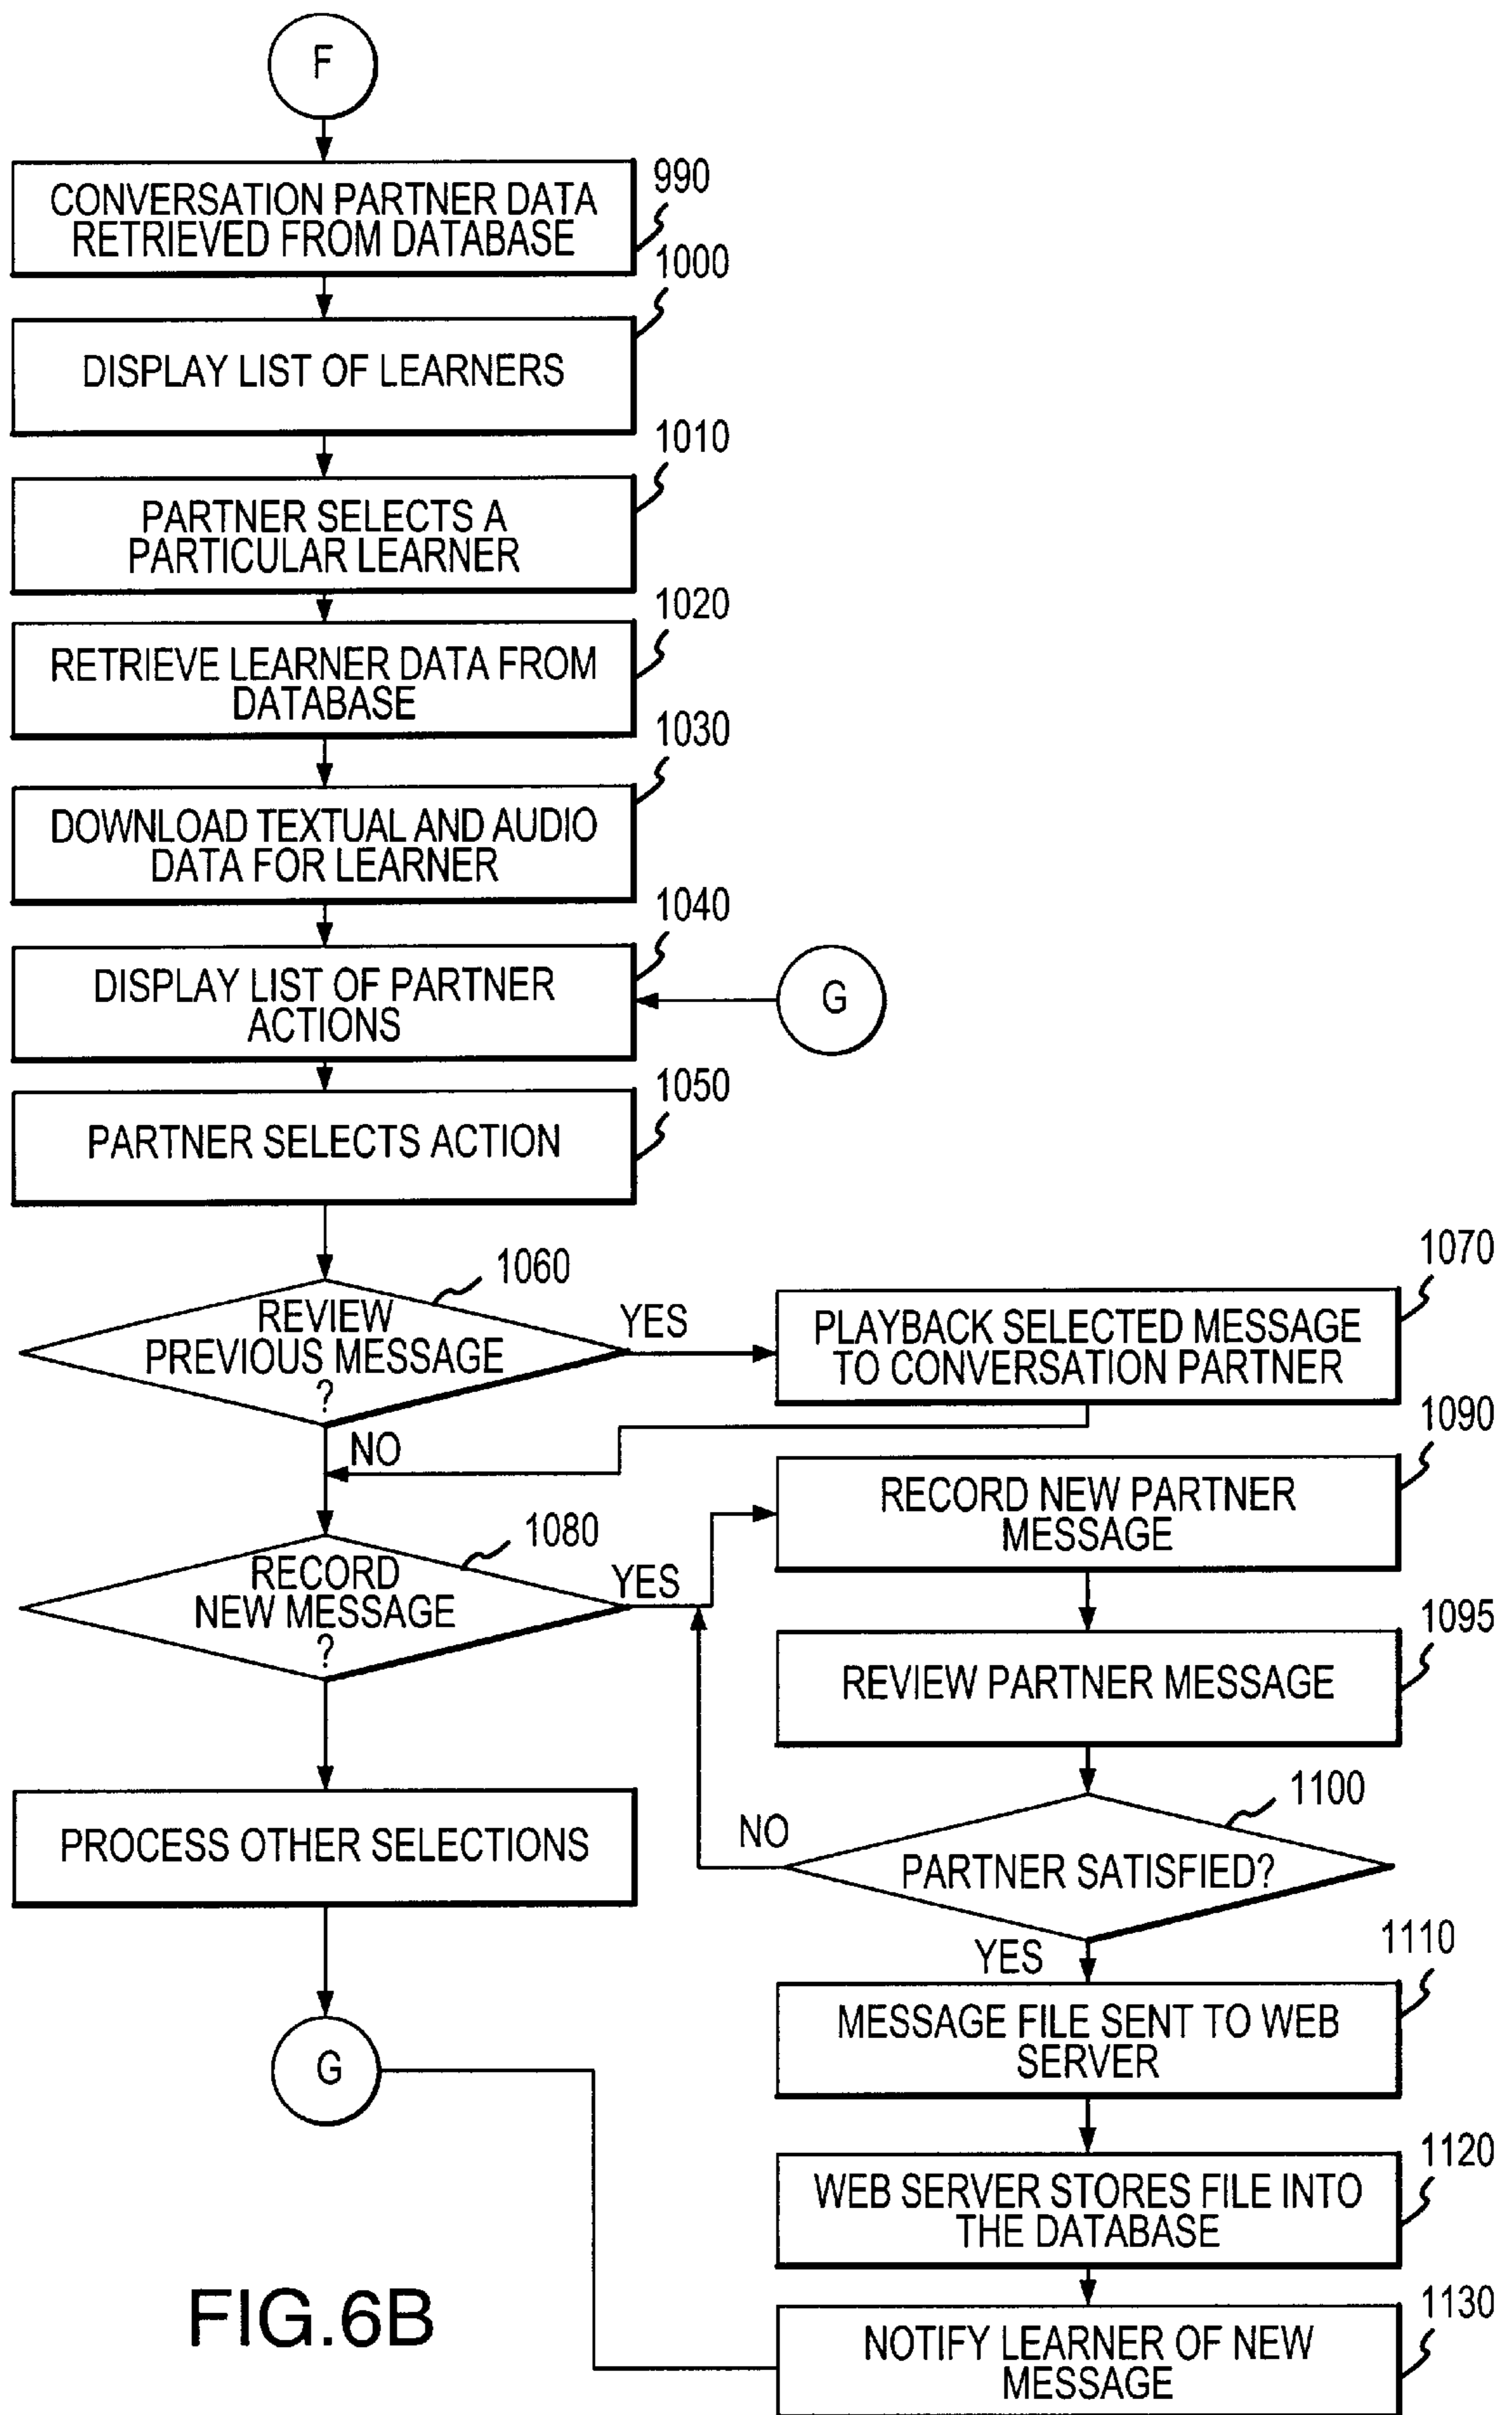 F
990
CONVERSATION PARTNER DATA
RETRIEVED FROM DATABASE
1000
DISPLAY LIST OF LEARNERS
1010
PARTNER SELECTS A
PARTICULAR LEARNER
1020
RETRIEVE LEARNER DATA FROM
DATABASE
1030
DOWNLOAD TEXTUAL AND AUDIO
DATA FOR LEARNER
1040
DISPLAY LIST OF PARTNER
ACTIONS
G
1050
PARTNER SELECTS ACTION
1060
REVIEW
PREVIOUS MESSAGE
?
YES
NO
1070
PLAYBACK SELECTED MESSAGE
TO CONVERSATION PARTNER
1080
RECORD
NEW MESSAGE
?
YES
1090
RECORD NEW PARTNER
MESSAGE
1095
REVIEW PARTNER MESSAGE
1100
PARTNER SATISFIED?
NO
YES
PROCESS OTHER SELECTIONS
G
1110
MESSAGE FILE SENT TO WEB
SERVER
1120
WEB SERVER STORES FILE INTO
THE DATABASE
1130
NOTIFY LEARNER OF NEW
MESSAGE
FIG.6B